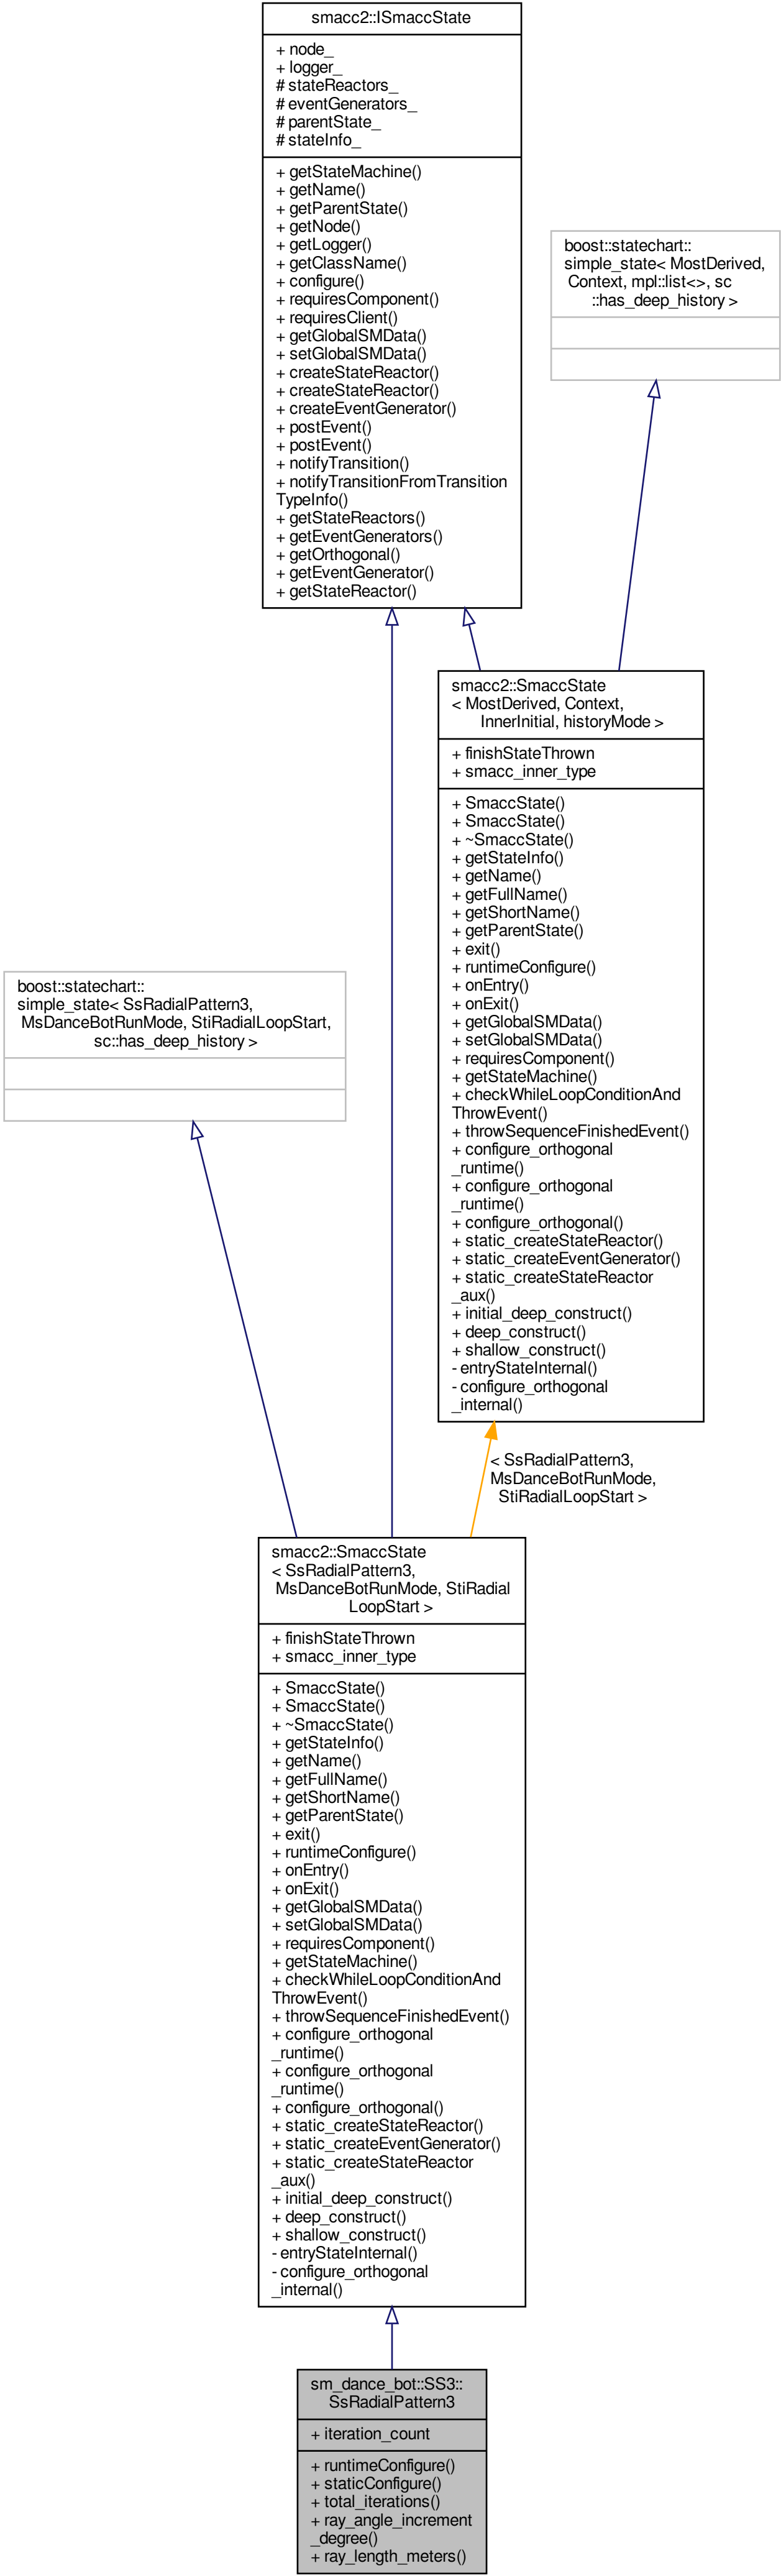 smacc2::ISmaccState
+ node_
+ logger_
# stateReactors_
# eventGenerators_
# parentState_
# stateInfo_
+ getStateMachine()
+ getName()
+ getParentState()
+ getNode()
+ getLogger()
+ getClassName()
+ configure()
+ requiresComponent()
+ requiresClient()
+ getGlobalSMData()
+ setGlobalSMData()
+ createStateReactor()
+ createStateReactor()
+ createEventGenerator()
+ postEvent()
+ postEvent()
+ notifyTransition()
+ notifyTransitionFromTransition
TypeInfo()
+ getStateReactors()
+ getEventGenerators()
+ getOrthogonal()
+ getEventGenerator()
+ getStateReactor()
boost::statechart::
simple_state< MostDerived,
Context, mpl::list<>, sc
::has_deep_history >
smacc2::SmaccState
< MostDerived, Context,
InnerInitial, historyMode >
+ finishStateThrown
+ smacc_inner_type
+ SmaccState()
+ SmaccState()
+ ~SmaccState()
+ getStateInfo()
+ getName()
+ getFullName()
+ getShortName()
+ getParentState()
+ exit()
+ runtimeConfigure()
+ onEntry()
+ onExit()
+ getGlobalSMData()
+ setGlobalSMData()
+ requiresComponent()
+ getStateMachine()
+ checkWhileLoopConditionAnd
ThrowEvent()
+ throwSequenceFinishedEvent()
+ configure_orthogonal
_runtime()
+ configure_orthogonal
_runtime()
+ configure_orthogonal()
+ static_createStateReactor()
+ static_createEventGenerator()
+ static_createStateReactor
_aux()
+ initial_deep_construct()
+ deep_construct()
+ shallow_construct()
- entryStateInternal()
- configure_orthogonal
_internal()
boost::statechart::
simple_state< SsRadialPattern3,
MsDanceBotRunMode, StiRadialLoopStart,
sc::has_deep_history >
< SsRadialPattern3,
MsDanceBotRunMode,
StiRadialLoopStart >
smacc2::SmaccState
< SsRadialPattern3,
MsDanceBotRunMode, StiRadial
LoopStart >
+ finishStateThrown
+ smacc_inner_type
+ SmaccState()
+ SmaccState()
+ ~SmaccState()
+ getStateInfo()
+ getName()
+ getFullName()
+ getShortName()
+ getParentState()
+ exit()
+ runtimeConfigure()
+ onEntry()
+ onExit()
+ getGlobalSMData()
+ setGlobalSMData()
+ requiresComponent()
+ getStateMachine()
+ checkWhileLoopConditionAnd
ThrowEvent()
+ throwSequenceFinishedEvent()
+ configure_orthogonal
_runtime()
+ configure_orthogonal
_runtime()
+ configure_orthogonal()
+ static_createStateReactor()
+ static_createEventGenerator()
+ static_createStateReactor
_aux()
+ initial_deep_construct()
+ deep_construct()
+ shallow_construct()
- entryStateInternal()
- configure_orthogonal
_internal()
sm_dance_bot::SS3::
SsRadialPattern3
+ iteration_count
+ runtimeConfigure()
+ staticConfigure()
+ total_iterations()
+ ray_angle_increment
_degree()
+ ray_length_meters()